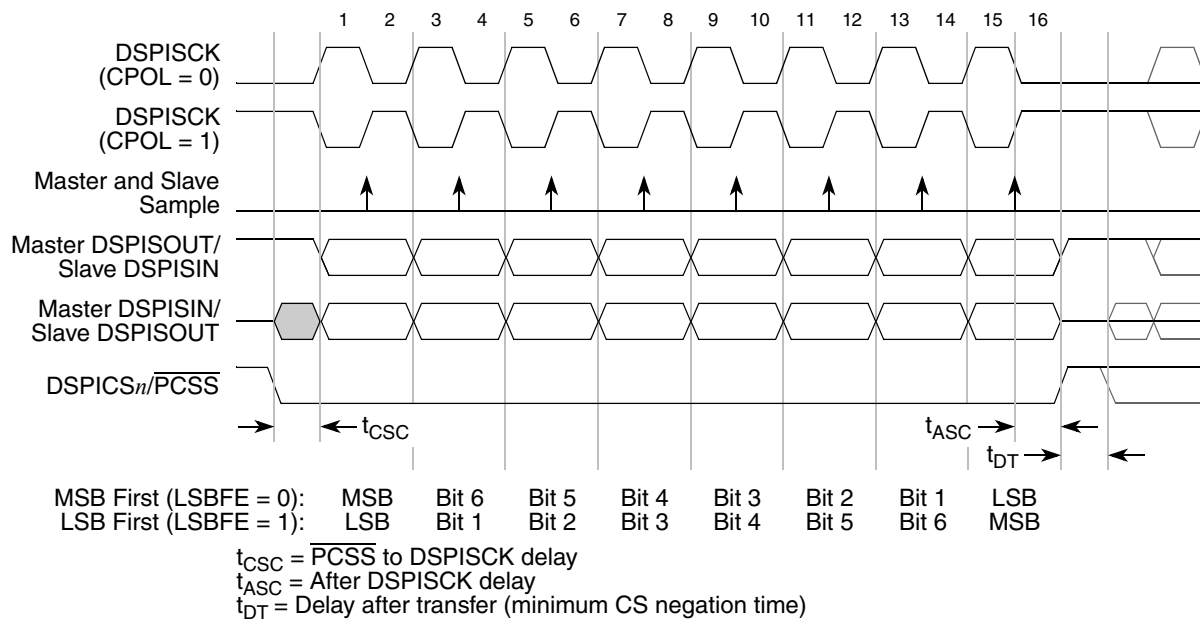 1 2 3 4 5 6 7 8 9 10 11 12 13 14 15 16
DSPISCK
(CPOL = 0)
DSPISCK
(CPOL = 1)
Master and Slave
Sample
Master DSPISOUT/
Slave DSPISIN
Master DSPISIN/
Slave DSPISOUT
DSPICSn/PCSS
tCSC
tASC
tDT
MSB First (LSBFE = 0): MSB Bit 6 Bit 5 Bit 4 Bit 3 Bit 2 Bit 1 LSB
LSB First (LSBFE = 1): LSB Bit 1 Bit 2 Bit 3 Bit 4 Bit 5 Bit 6 MSB
tCSC = PCSS to DSPISCK delay
tASC = After DSPISCK delay
tDT = Delay after transfer (minimum CS negation time)